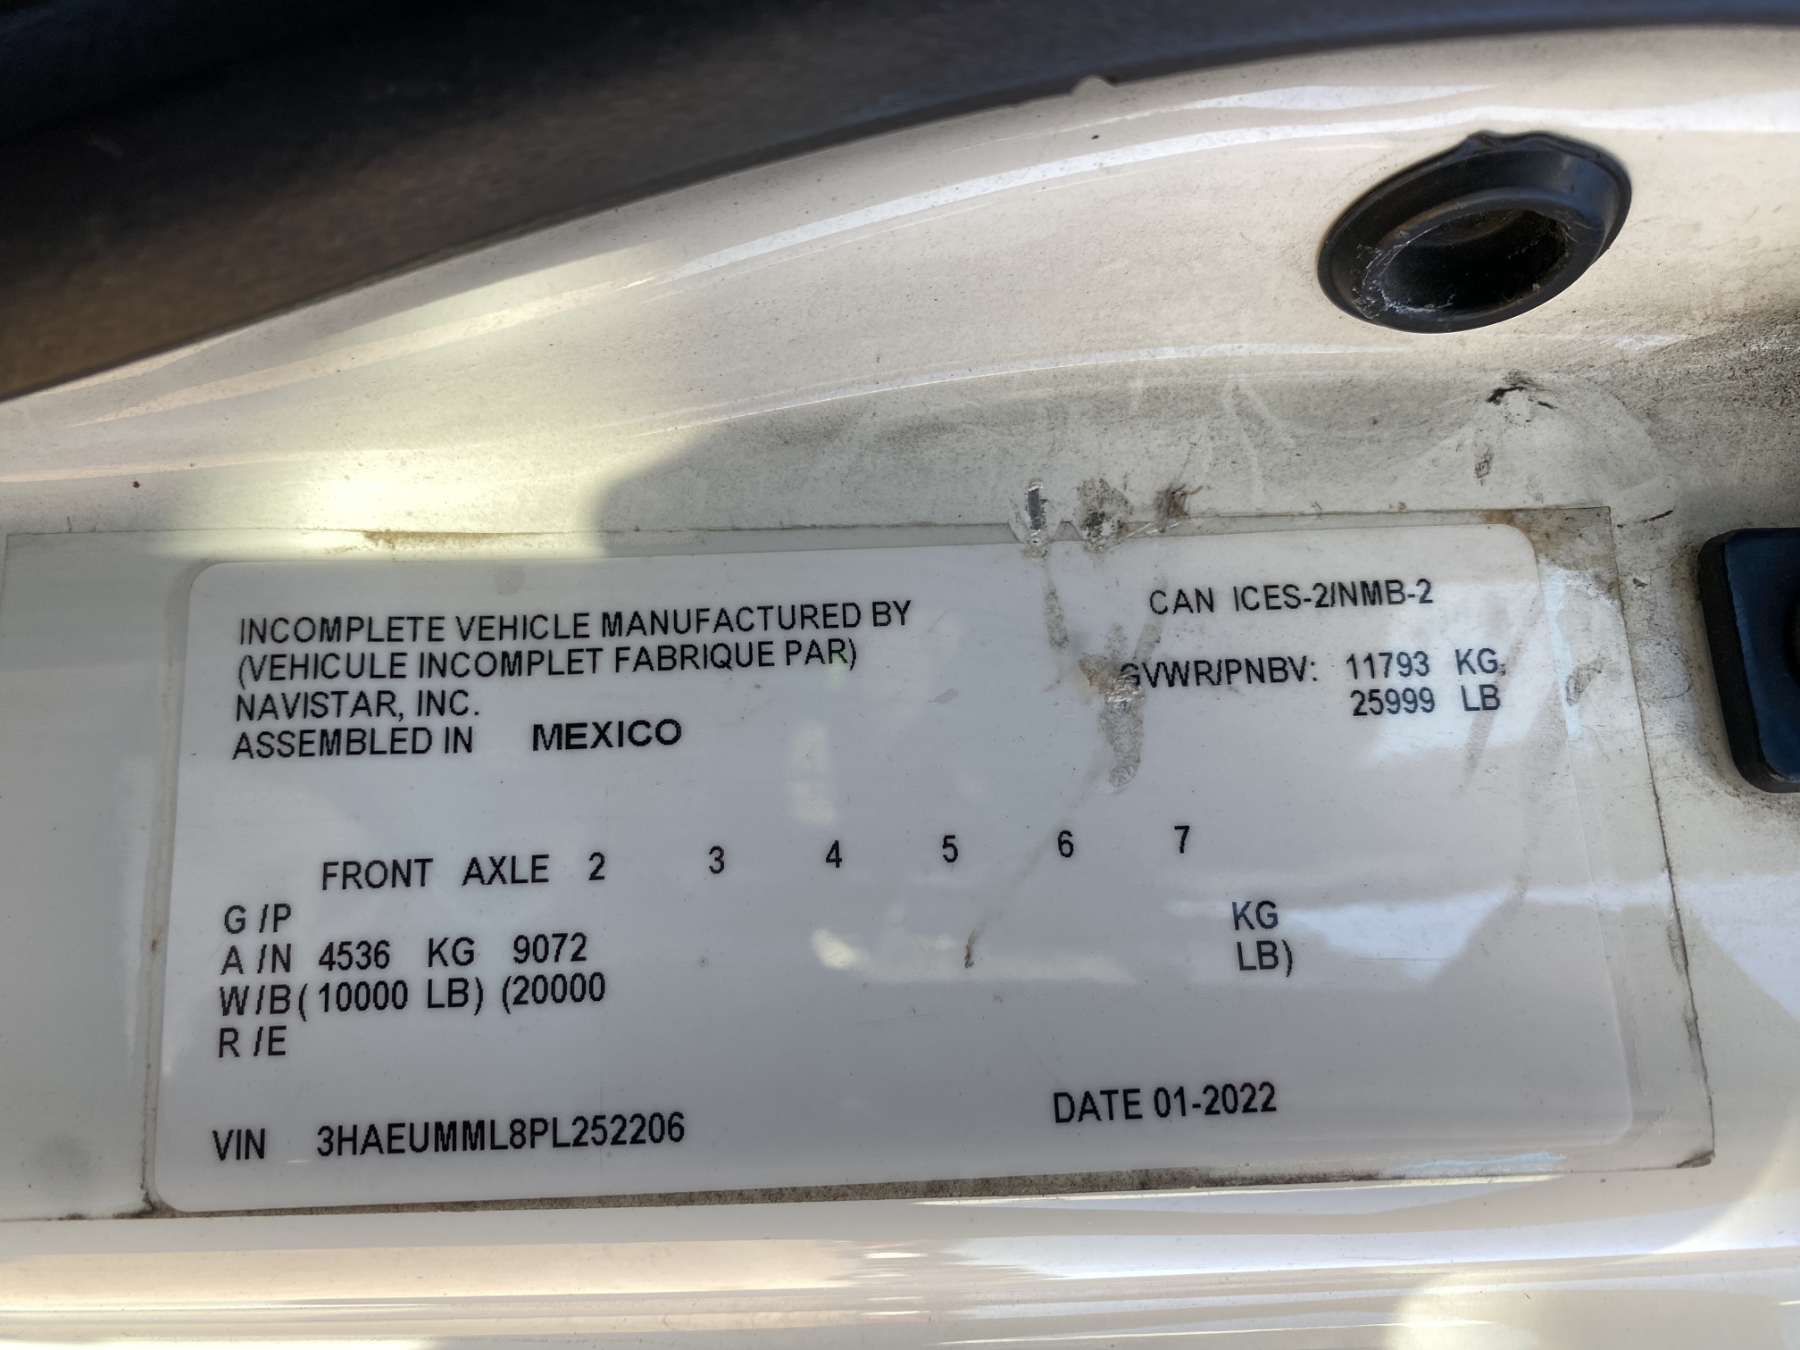 INCOMPLETE VEHICLE MANUFACTURED BY
(VEHICULE INCOMPLET FABRIQUE PAR)
NAVISTAR, INC.
ASSEMBLED IN MEXICO
CAN ICES-2/NMB-2
GVWR/PNBV: 11793 KG
25999 LB
FRONT AXLE 2 3 4 5 6 7
G /P
A /N 4536 KG 9072 KG
W/B ( 10000 LB) (20000 LB)
R /E
VIN 3HAEUMML8PL252206
DATE 01-2022